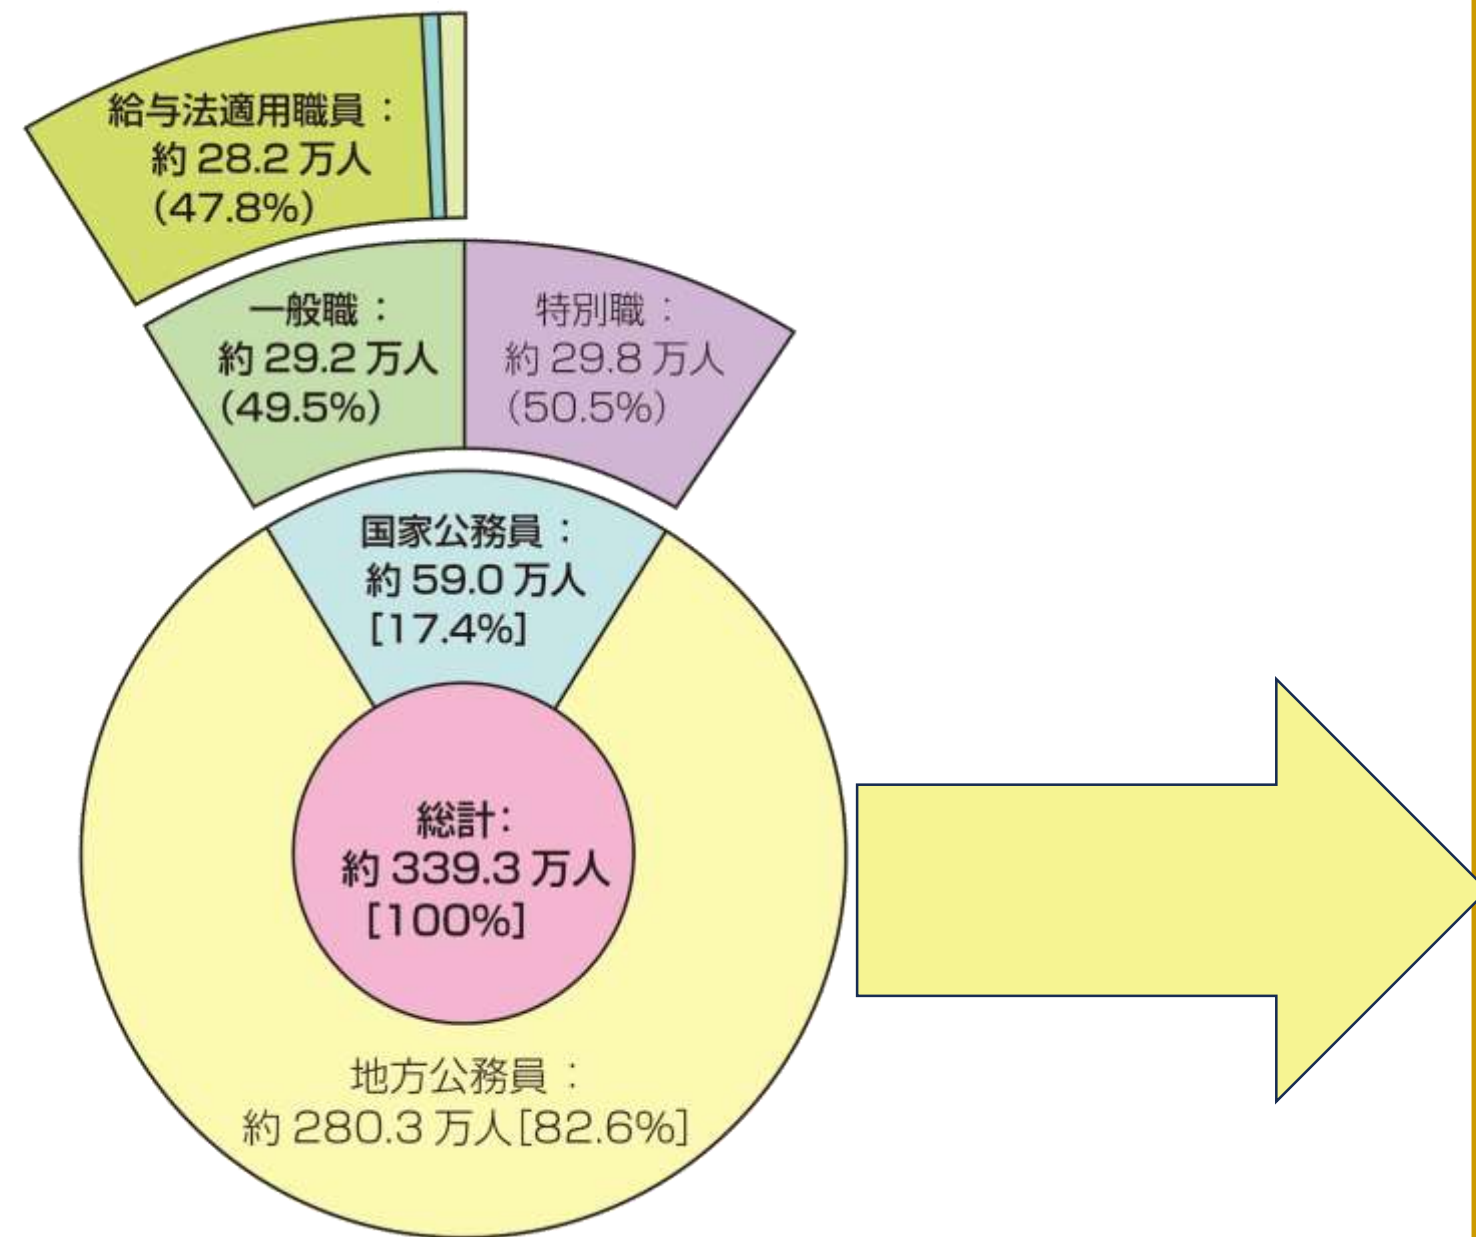 給与法適用職員：
約 28.2 万人
(47.8%)
一般職：
約 29.2 万人
(49.5%)
特別職：
約 29.8 万人
(50.5%)
国家公務員：
約 59.0 万人
[17.4%]
総計：
約 339.3 万人
[100%]
地方公務員：
約 280.3 万人[82.6%]